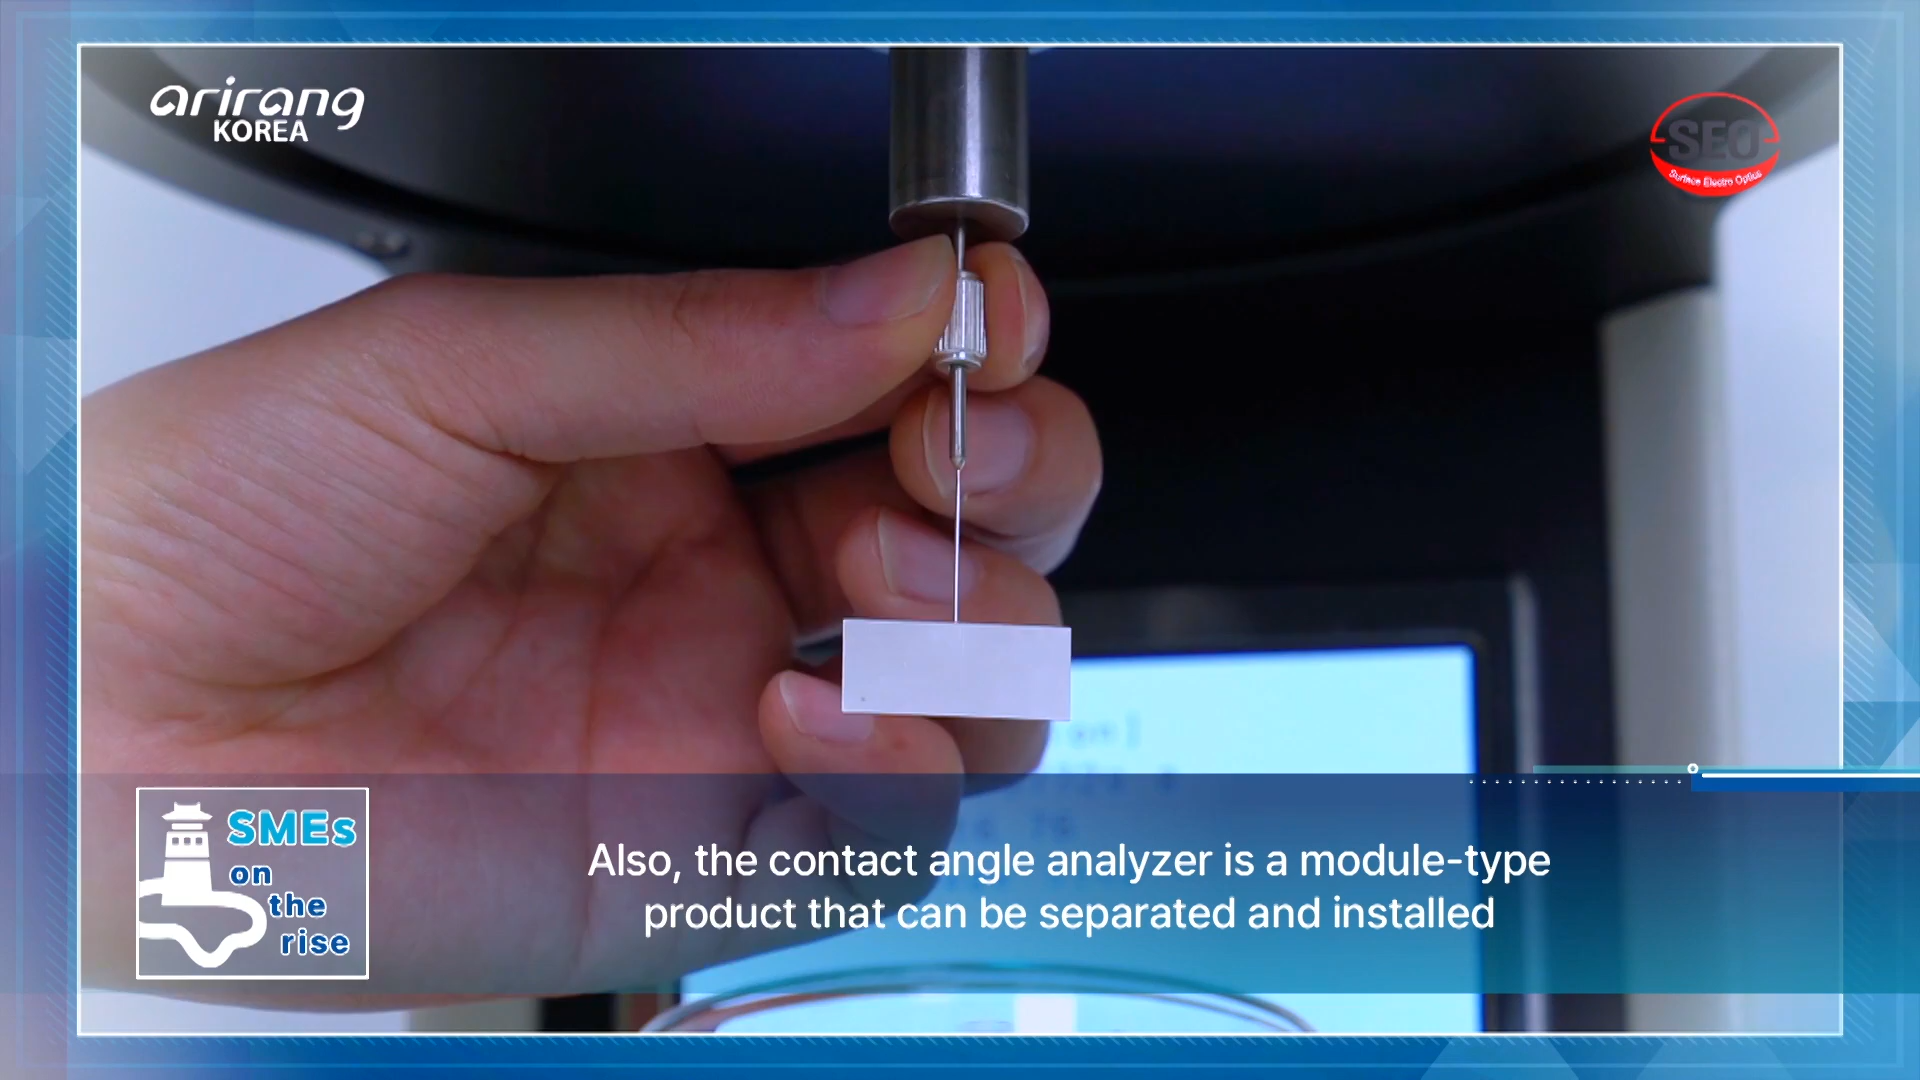 arirang
KOREA
SEO
Surface Electro Optics
SMEs
on
the
rise
Also, the contact angle analyzer is a module-type
product that can be separated and installed